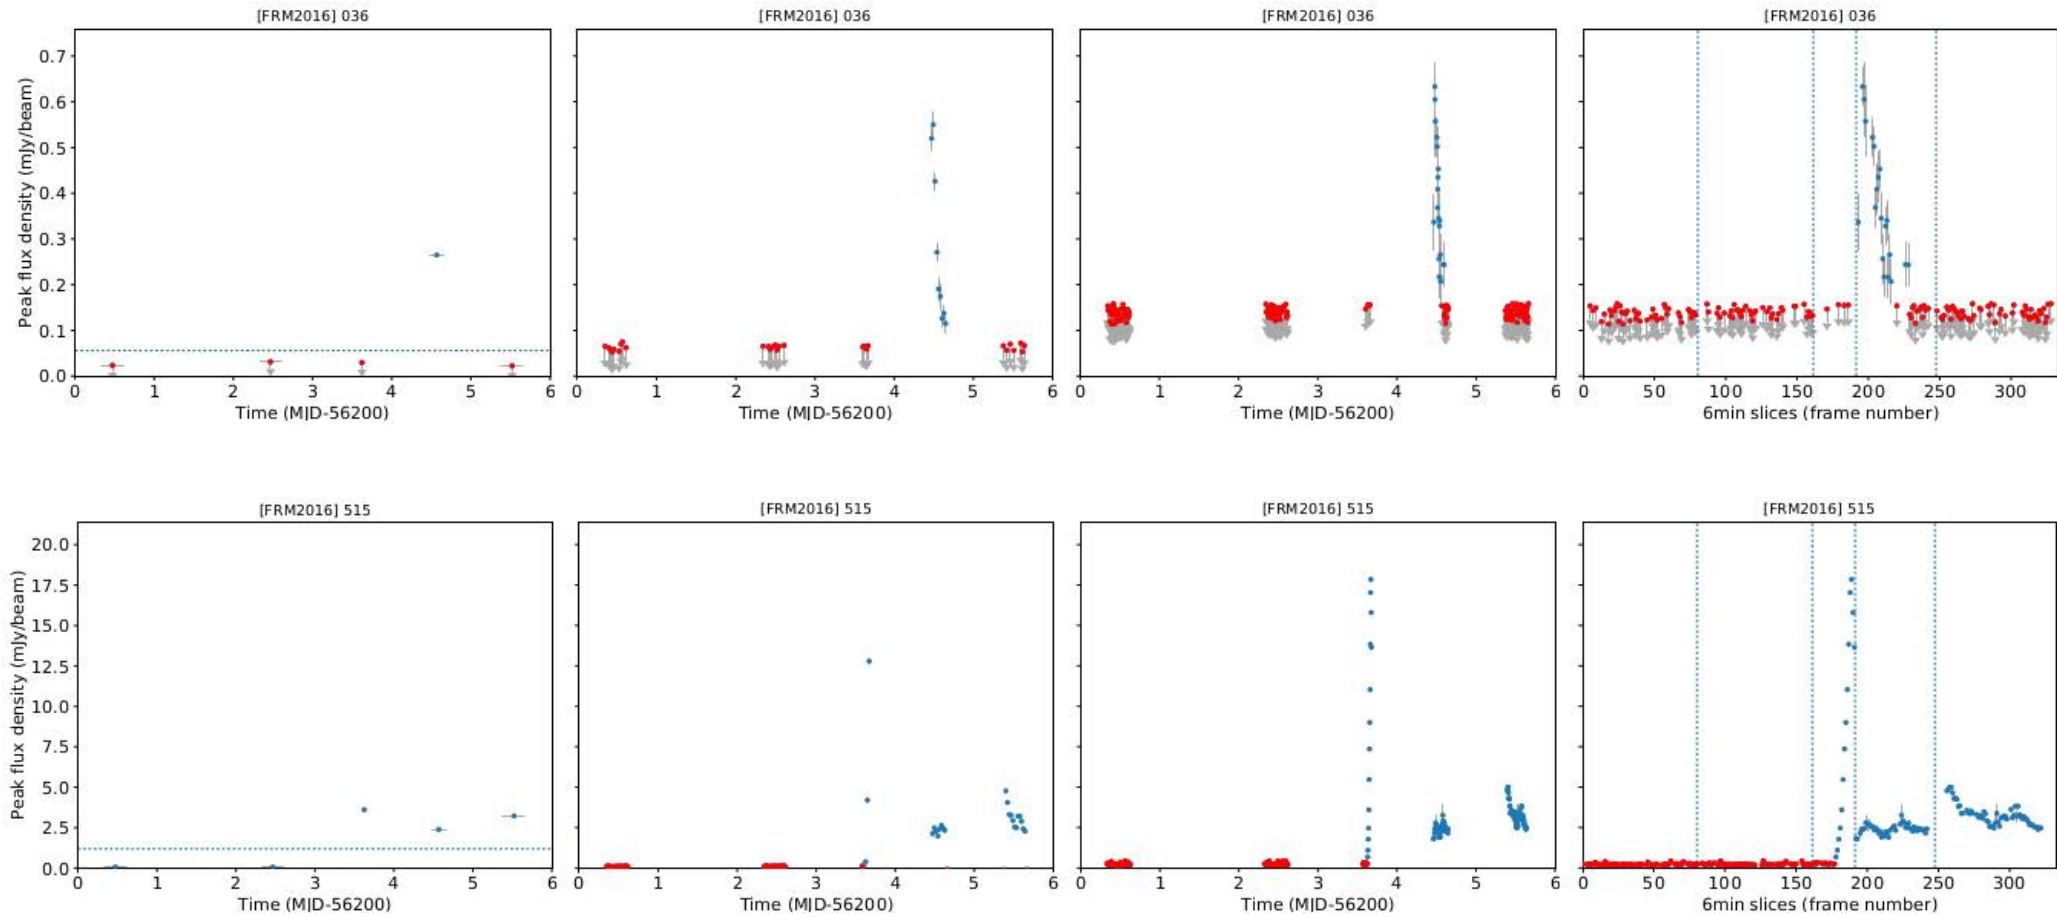 [FRM2016] 036 [FRM2016] 036 [FRM2016] 036 [FRM2016] 036
Peak flux density (mJy/beam)
0.7
0.6
0.5
0.4
0.3
0.2
0.1
0.0
0 1 2 3 4 5 6 1 2 3 4 5 6 1 2 3 4 5 6 0 50 100 150 200 250 300
Time (MJD-56200) Time (MJD-56200) Time (MJD-56200) 6min slices (frame number)
[FRM2016] 515 [FRM2016] 515 [FRM2016] 515 [FRM2016] 515
Peak flux density (mJy/beam)
20.0
17.5
15.0
12.5
10.0
7.5
5.0
2.5
0.0
0 1 2 3 4 5 6 1 2 3 4 5 6 1 2 3 4 5 6 0 50 100 150 200 250 300
Time (MJD-56200) Time (MJD-56200) Time (MJD-56200) 6min slices (frame number)